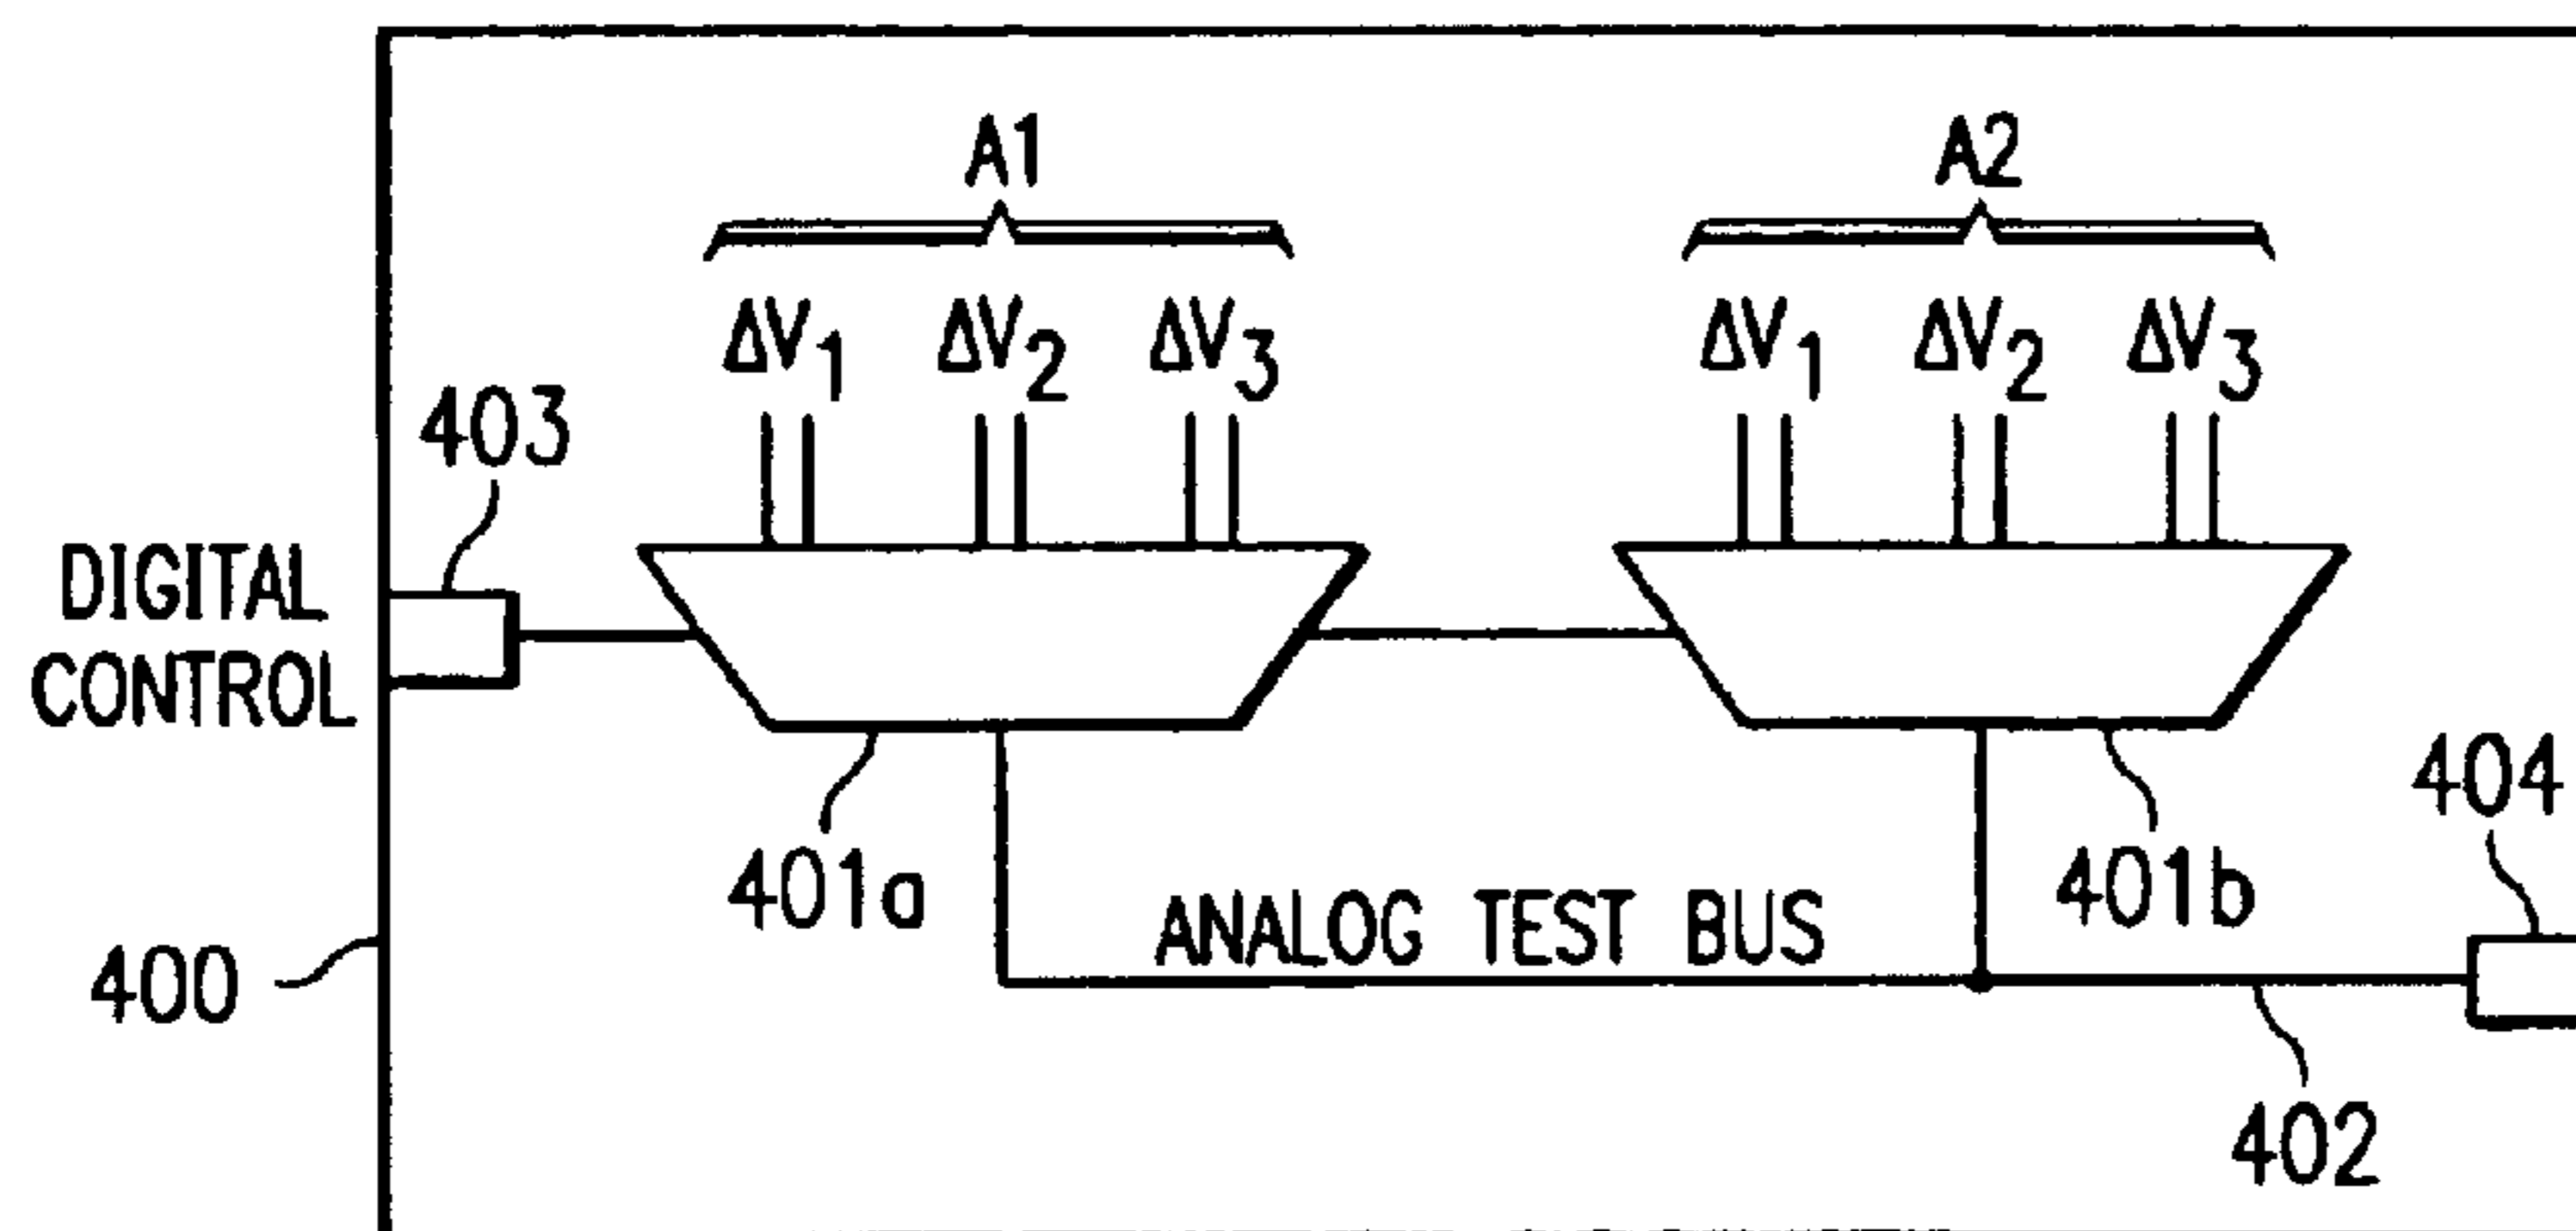 A1
A2
ΔV1 ΔV2 ΔV3
ΔV1 ΔV2 ΔV3
403
DIGITAL
CONTROL
404
401a
401b
ANALOG TEST BUS
400
402